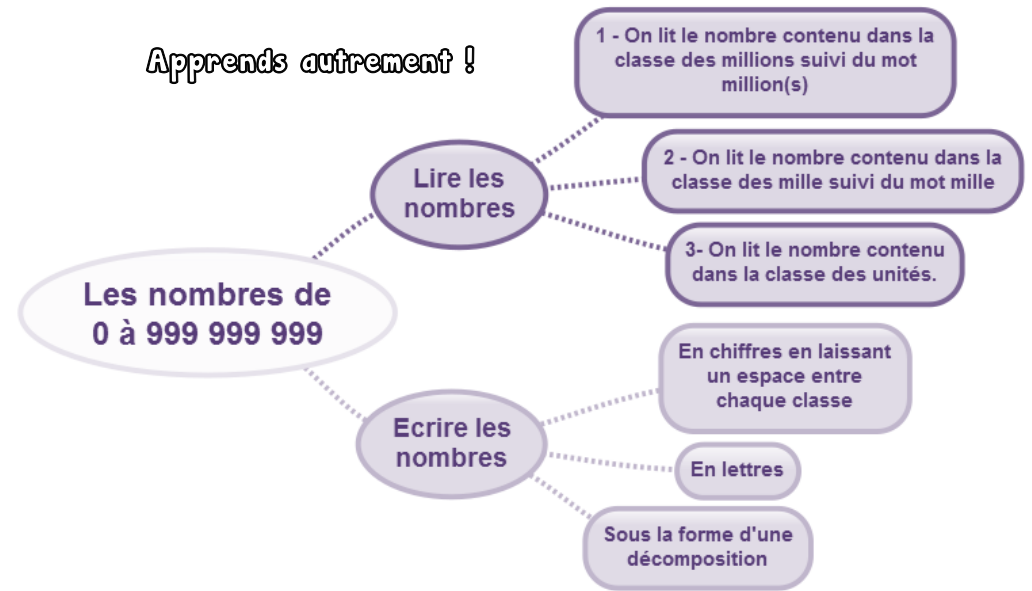 Apprends autrement !
1 - On lit le nombre contenu dans la
classe des millions suivi du mot
million(s)
Lire les
nombres
2 - On lit le nombre contenu dans la
classe des mille suivi du mot mille
3- On lit le nombre contenu
dans la classe des unités.
Les nombres de
0 à 999 999 999
En chiffres en laissant
un espace entre
chaque classe
Ecrire les
nombres
En lettres
Sous la forme d'une
décomposition